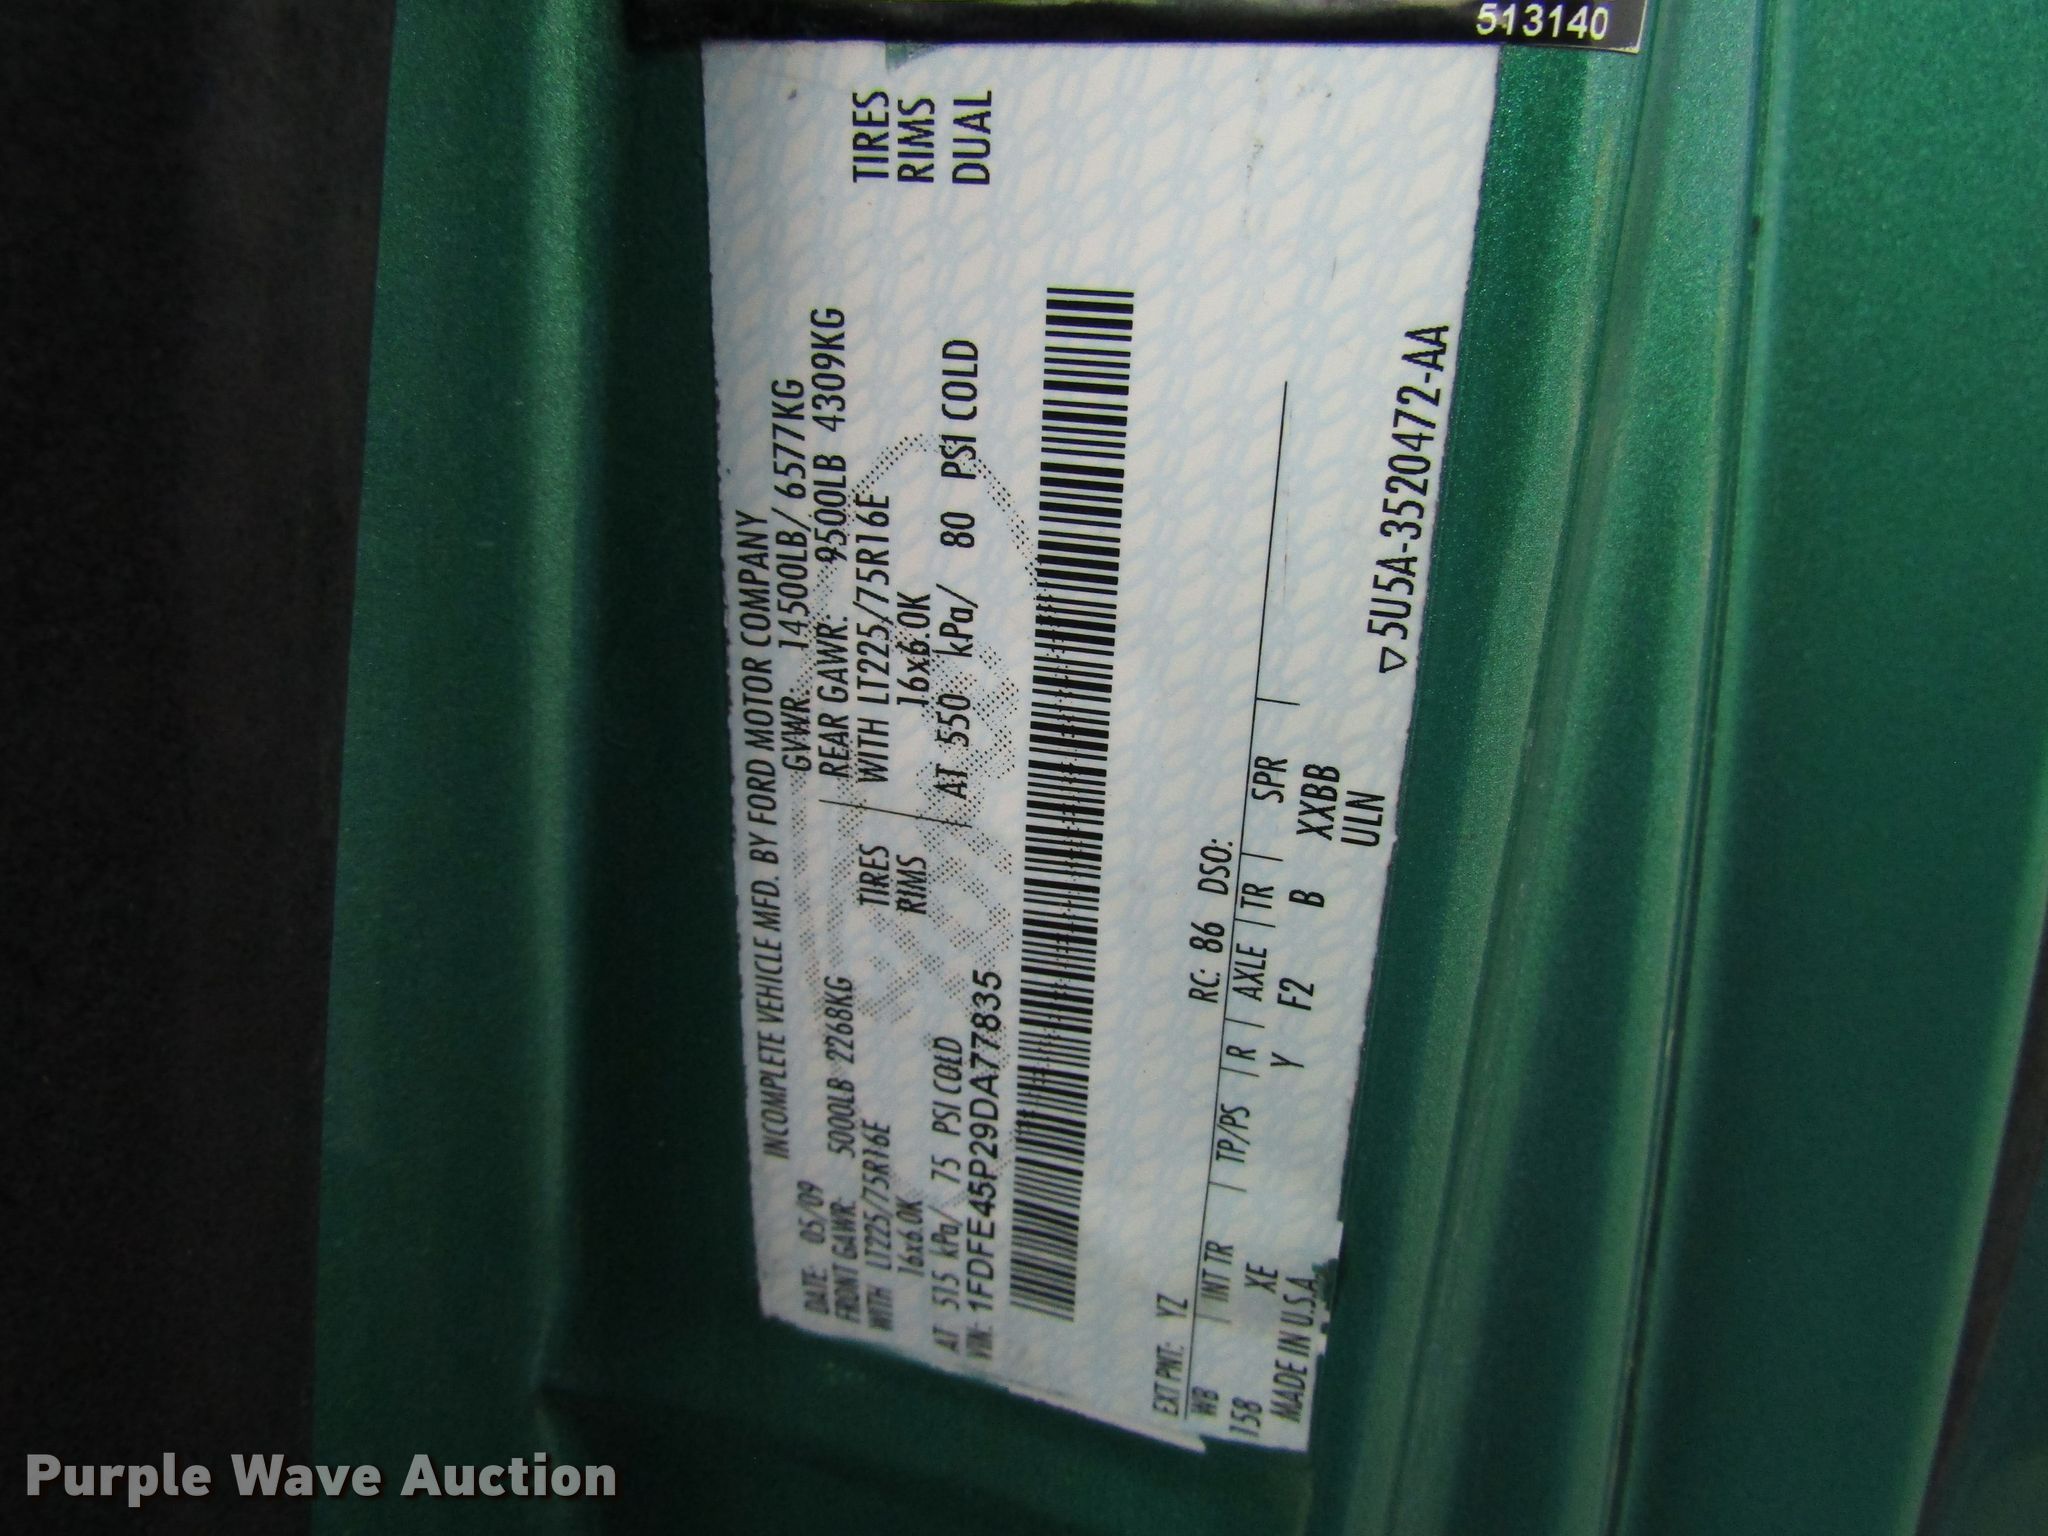 513140
INCOMPLETE VEHICLE MFD. BY FORD MOTOR COMPANY
DATE: 05/09 GVWR: 14500LB/ 6577KG
FRONT GAWR: 5000LB 2268KG REAR GAWR: 9500LB 4309KG
WITH LT225/75R16E TIRES WITH LT225/75R16E TIRES
16x6.0K RIMS 16x6.0K RIMS
AT 515 kPa/ 75 PSI COLD AT 550 kPa/ 80 PSI COLD DUAL
VIN: 1FDFE45P29DA77835
EXT PNT: YZ RC: 86 DSO:
WB INT TR TP/PS R AXLE TR SPR
158 XE Y F2 B XXBB
MADE IN U.S.A. ULN
▽5U5A-3520472-AA
Purple Wave Auction